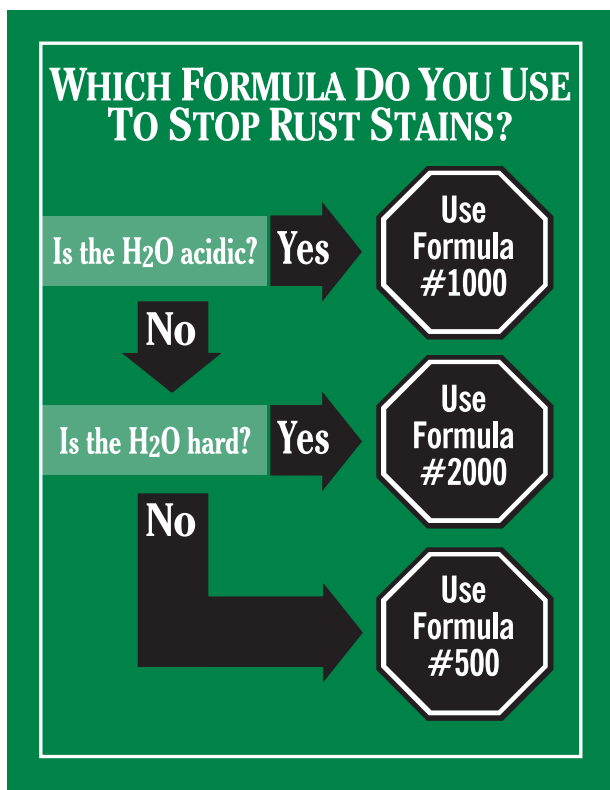 WHICH FORMULA DO YOU USE
TO STOP RUST STAINS?
Is the H2O acidic?
Yes
Use
Formula
#1000
No
Is the H2O hard?
Yes
Use
Formula
#2000
No
Use
Formula
#500